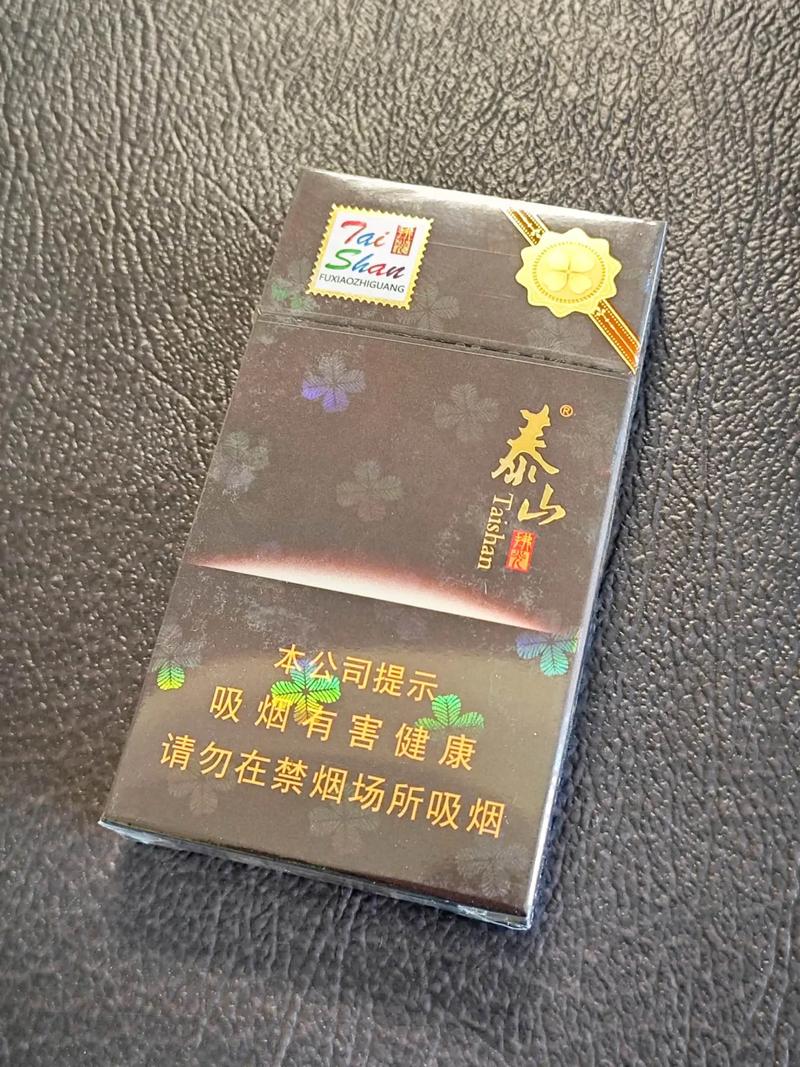 Tai
Shan
FUXIAOZHIGUANG
泰山®
Taishan
本公司提示
吸烟有害健康
请勿在禁烟场所吸烟